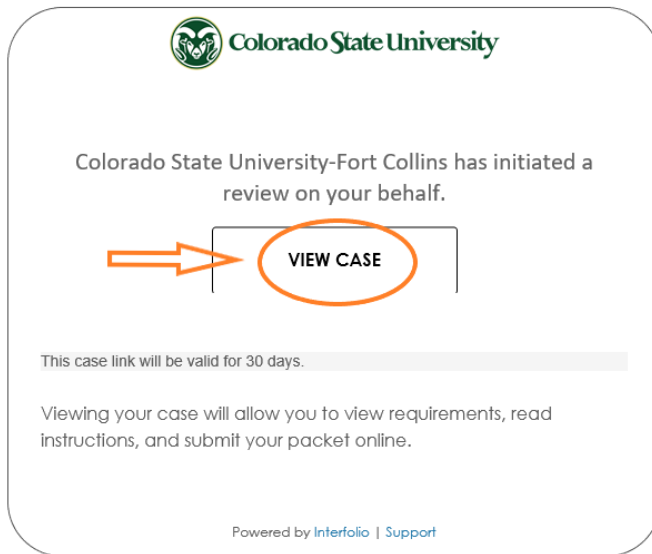 Colorado State University
Colorado State University-Fort Collins has initiated a
review on your behalf.
VIEW CASE
This case link will be valid for 30 days.
Viewing your case will allow you to view requirements, read
instructions, and submit your packet online.
Powered by Interfolio | Support